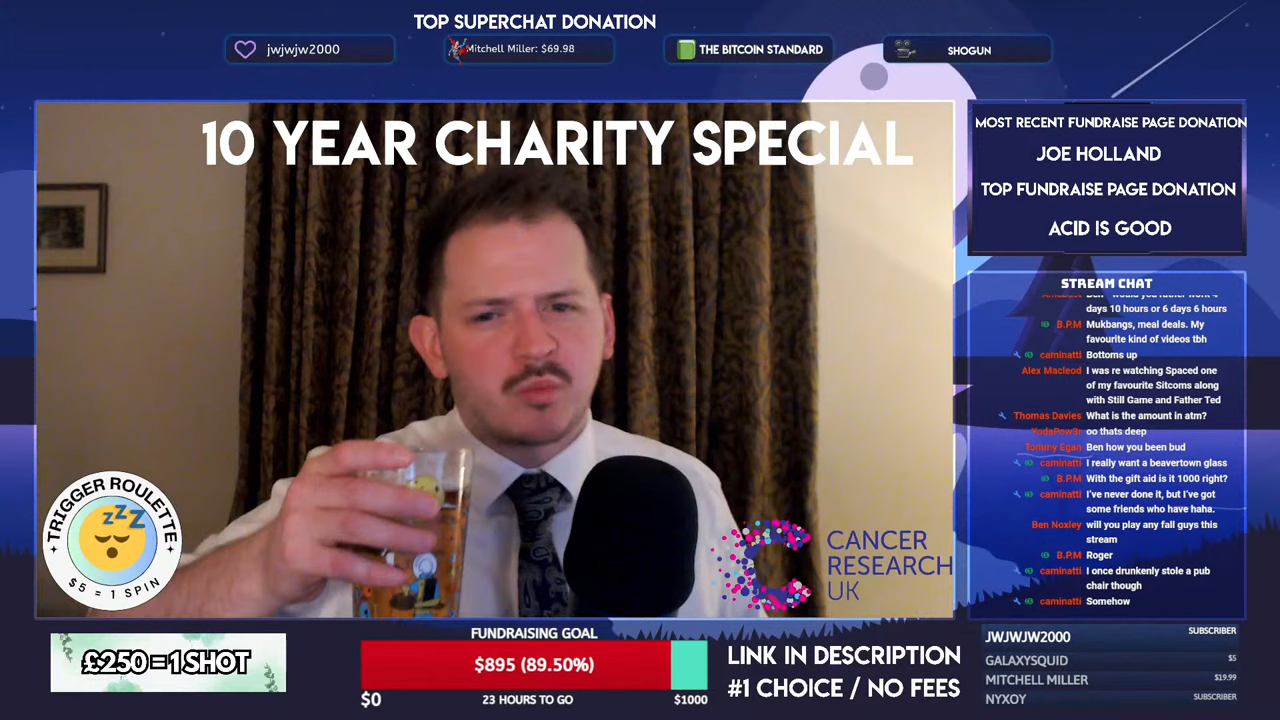 TOP SUPERCHAT DONATION
jwjwjw2000
Mitchell Miller: $69.98
THE BITCOIN STANDARD
SHOGUN
10 YEAR CHARITY SPECIAL
MOST RECENT FUNDRAISE PAGE DONATION
JOE HOLLAND
TOP FUNDRAISE PAGE DONATION
ACID IS GOOD
STREAM CHAT
days 10 hours or 6 days 6 hours
B.P.M Mukbangs, meal deals. My
favourite kind of videos tbh
caminatti Bottoms up
Alex Macleod I was re watching Spaced one
of my favourite Sitcoms along
with Still Game and Father Ted
Thomas Davies What is the amount in atm?
YodaPow3r oo thats deep
Tommy Egan Ben how you been bud
caminatti I really want a beavertown glass
B.P.M With the gift aid is it 1000 right?
caminatti I've never done it, but I've got
some friends who have haha.
Ben Noxley will you play any fall guys this
stream
B.P.M Roger
caminatti I once drunkenly stole a pub
chair though
caminatti Somehow
TRIGGER ROULETTE
zzz
$5 = 1 SPIN
CANCER
RESEARCH
UK
£250 = 1 SHOT
FUNDRAISING GOAL
$895 (89.50%)
$0
23 HOURS TO GO
$1000
LINK IN DESCRIPTION
#1 CHOICE / NO FEES
JWJWJW2000 SUBSCRIBER
GALAXYSQUID $5
MITCHELL MILLER $19.99
NYXOY SUBSCRIBER